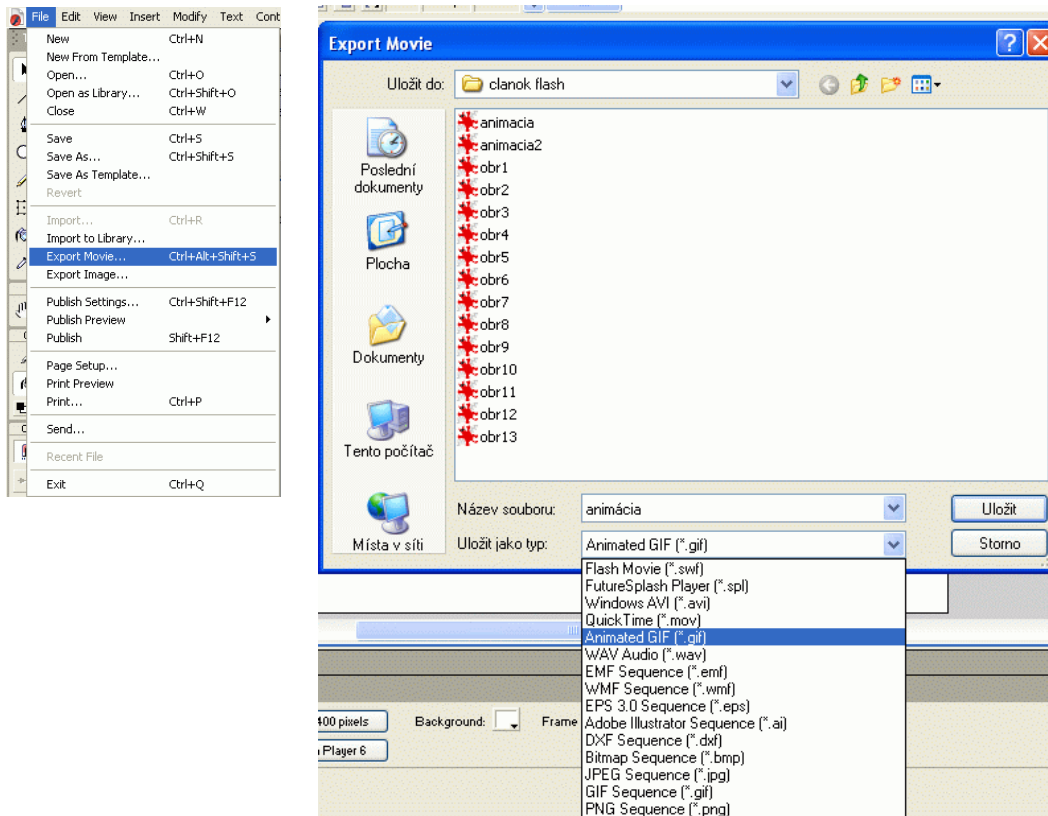 File Edit View Insert Modify Text Cont
New Ctrl+N
New From Template...
Open... Ctrl+O
Open as Library... Ctrl+Shift+O
Close Ctrl+W
Save Ctrl+S
Save As... Ctrl+Shift+S
Save As Template...
Revert
Import... Ctrl+R
Import to Library...
Export Movie... Ctrl+Alt+Shift+S
Export Image...
Publish Settings... Ctrl+Shift+F12
Publish Preview
Publish Shift+F12
Page Setup...
Print Preview
Print... Ctrl+P
Send...
Recent File
Exit Ctrl+Q
Export Movie
Uložit do: clanok flash
Poslední dokumenty
Plocha
Dokumenty
Tento počítač
Místa v síti
animacia
animacia2
obr1
obr2
obr3
obr4
obr5
obr6
obr7
obr8
obr9
obr10
obr11
obr12
obr13
Název souboru: animácia Uložit
Uložit jako typ: Animated GIF (*.gif) Storno
Flash Movie (*.swf)
FutureSplash Player (*.spl)
Windows AVI (*.avi)
QuickTime (*.mov)
Animated GIF (*.gif)
WAV Audio (*.wav)
EMF Sequence (*.emf)
WMF Sequence (*.wmf)
EPS 3.0 Sequence (*.eps)
Adobe Illustrator Sequence (*.ai)
DXF Sequence (*.dxf)
Bitmap Sequence (*.bmp)
JPEG Sequence (*.jpg)
GIF Sequence (*.gif)
PNG Sequence (*.png)
400 pixels Background: Frame
Player 6